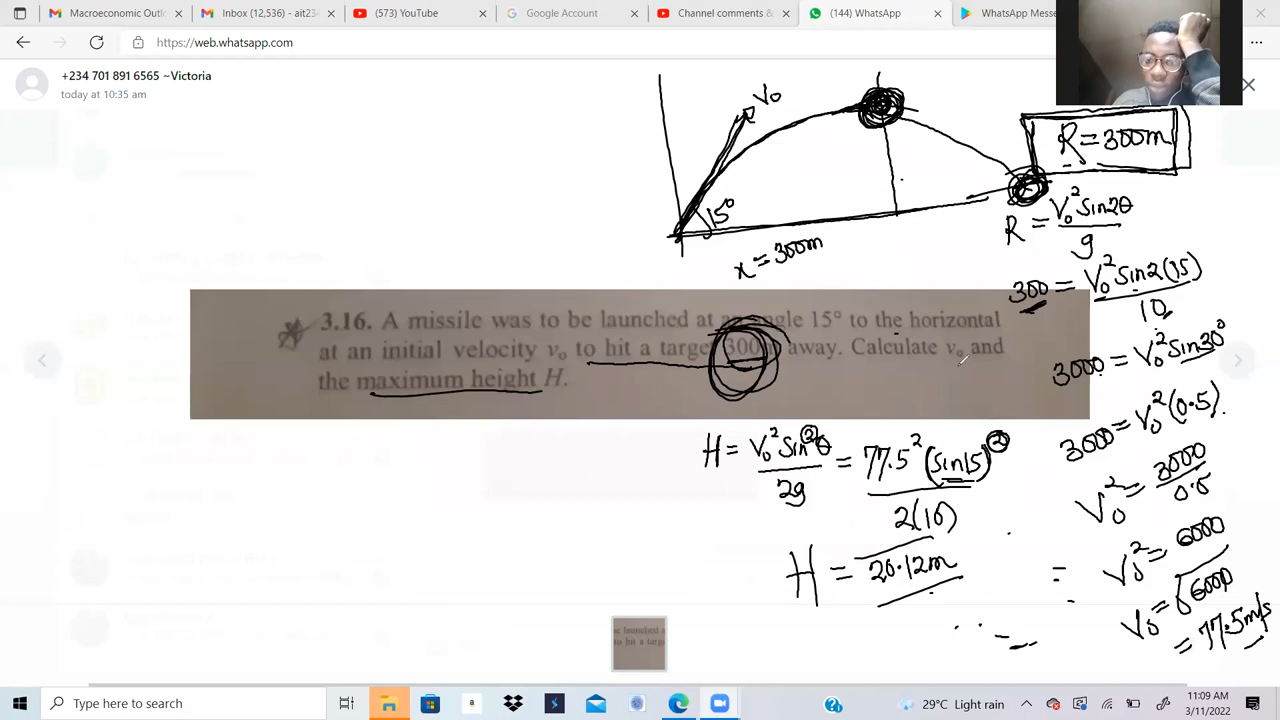 Macroeconomic Outlo
Inbox (12,536) - ait234
(573) YouTube
Google Account
Channel comments &
(144) WhatsApp
WhatsApp Messe
https://web.whatsapp.com
+234 701 891 6565 ~Victoria
today at 10:35 am
V₀
15°
x = 300m
R = 300m
R = V₀² Sin2θ / g
300 = V₀² Sin2(15) / 10
3000 = V₀² Sin30°
3000 = V₀² (0.5)
V₀² = 3000 / 0.5
V₀² = 6000
V₀ = √6000
= 77.5m/s
3.16. A missile was to be launched at an angle 15° to the horizontal
at an initial velocity v₀ to hit a target 300m away. Calculate v₀ and
the maximum height H.
H = V₀² Sin²θ / 2g = 77.5² (sin15)² / 2(10)
H = 20.12m
Type here to search
29°C Light rain
11:09 AM
3/11/2022